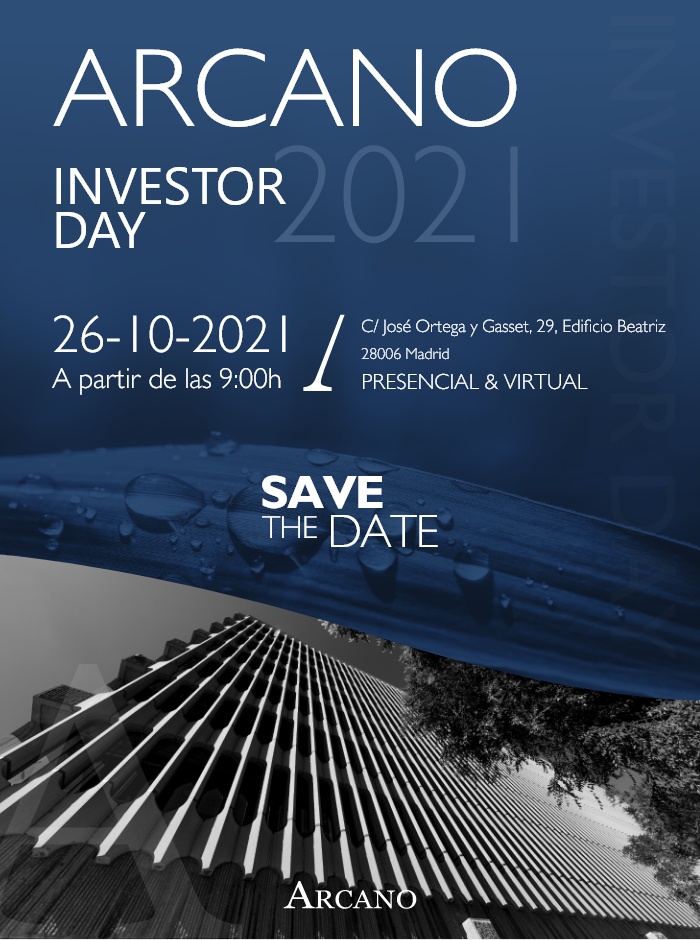 ARCANO
INVESTOR
DAY
2021
26-10-2021
A partir de las 9:00h
C/ José Ortega y Gasset, 29, Edificio Beatriz
28006 Madrid
PRESENCIAL & VIRTUAL
INVESTOR DAY
SAVE
THE DATE
A
ARCANO